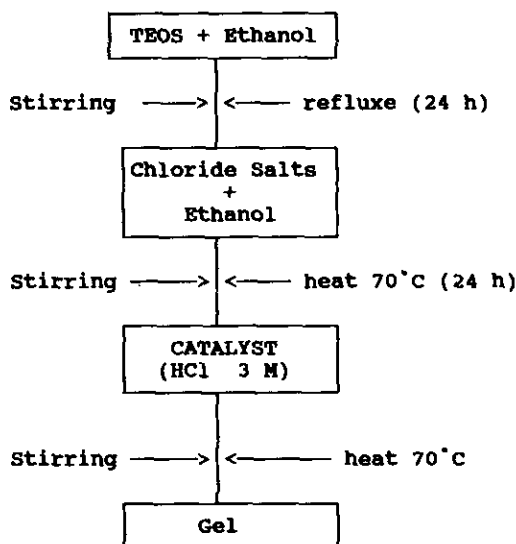 TEOS + Ethanol
Stirring refluxe (24 h)
Chloride Salts
+
Ethanol
Stirring heat 70°C (24 h)
CATALYST
(HCl 3 M)
Stirring heat 70°C
Gel